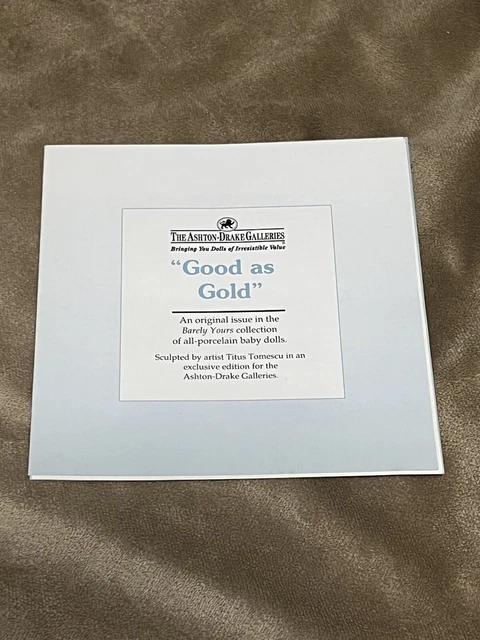 THE ASHTON-DRAKE GALLERIES
Bringing You Dolls of Irresistible Value
“Good as
Gold”
An original issue in the
Barely Yours collection
of all-porcelain baby dolls.
Sculpted by artist Titus Tomescu in an
exclusive edition for the
Ashton-Drake Galleries.